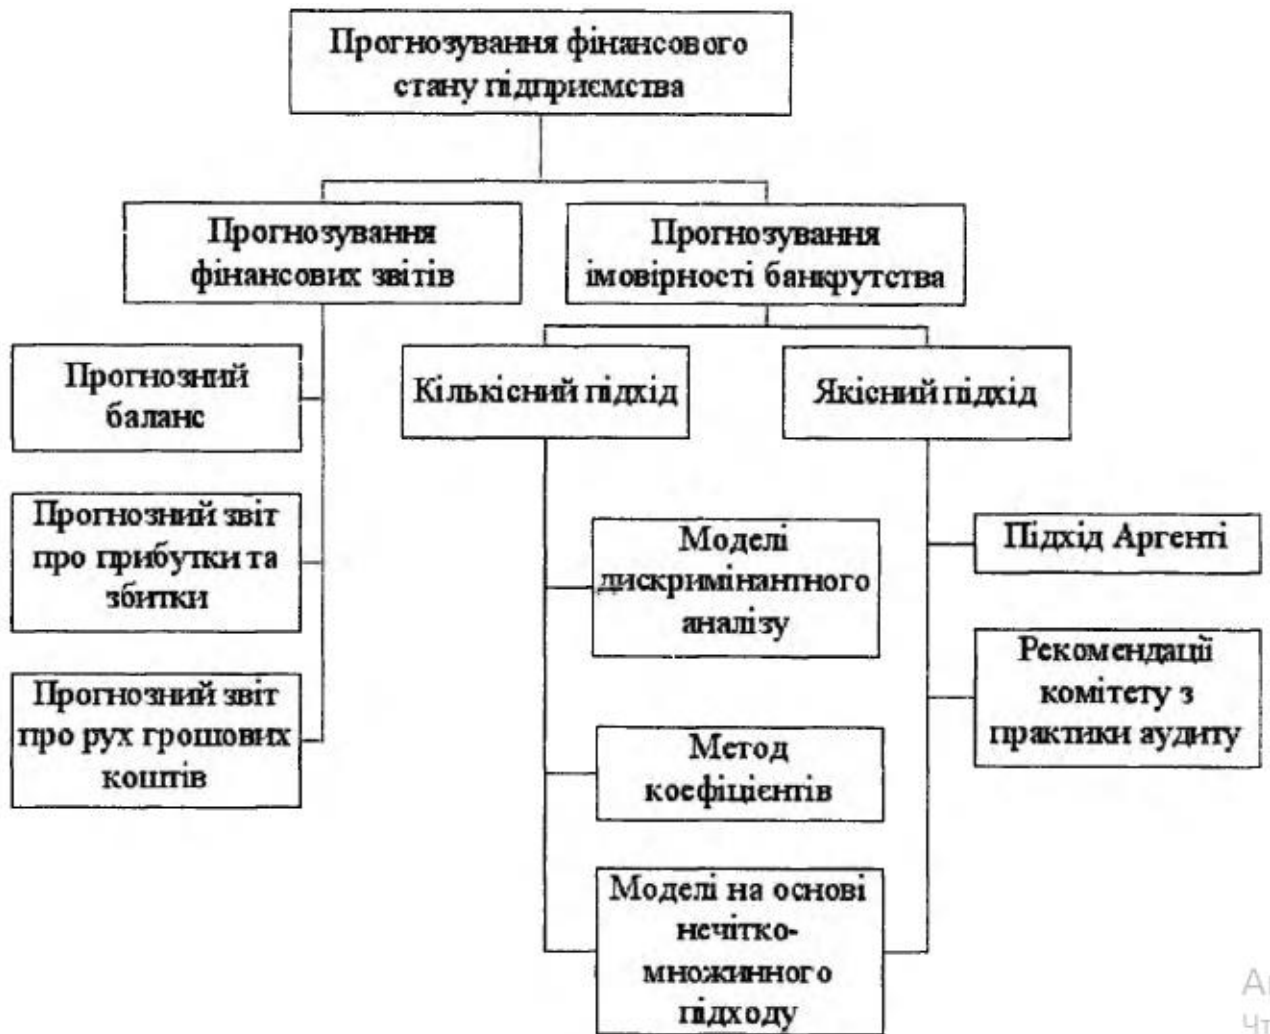 Прогнозування фінансового
стану підприємства
Прогнозування
фінансових звітів
Прогнозування
імовірності банкрутства
Прогнозний
баланс
Кількісний підхід
Якісний підхід
Прогнозний звіт
про прибутки та
збитки
Моделі
дискримінантного
аналізу
Підхід Аргенті
Рекомендації
комітету з
практики аудиту
Прогнозний звіт
про рух грошових
коштів
Метод
коефіцієнтів
Моделі на основі
нечітко-
множинного
підходу